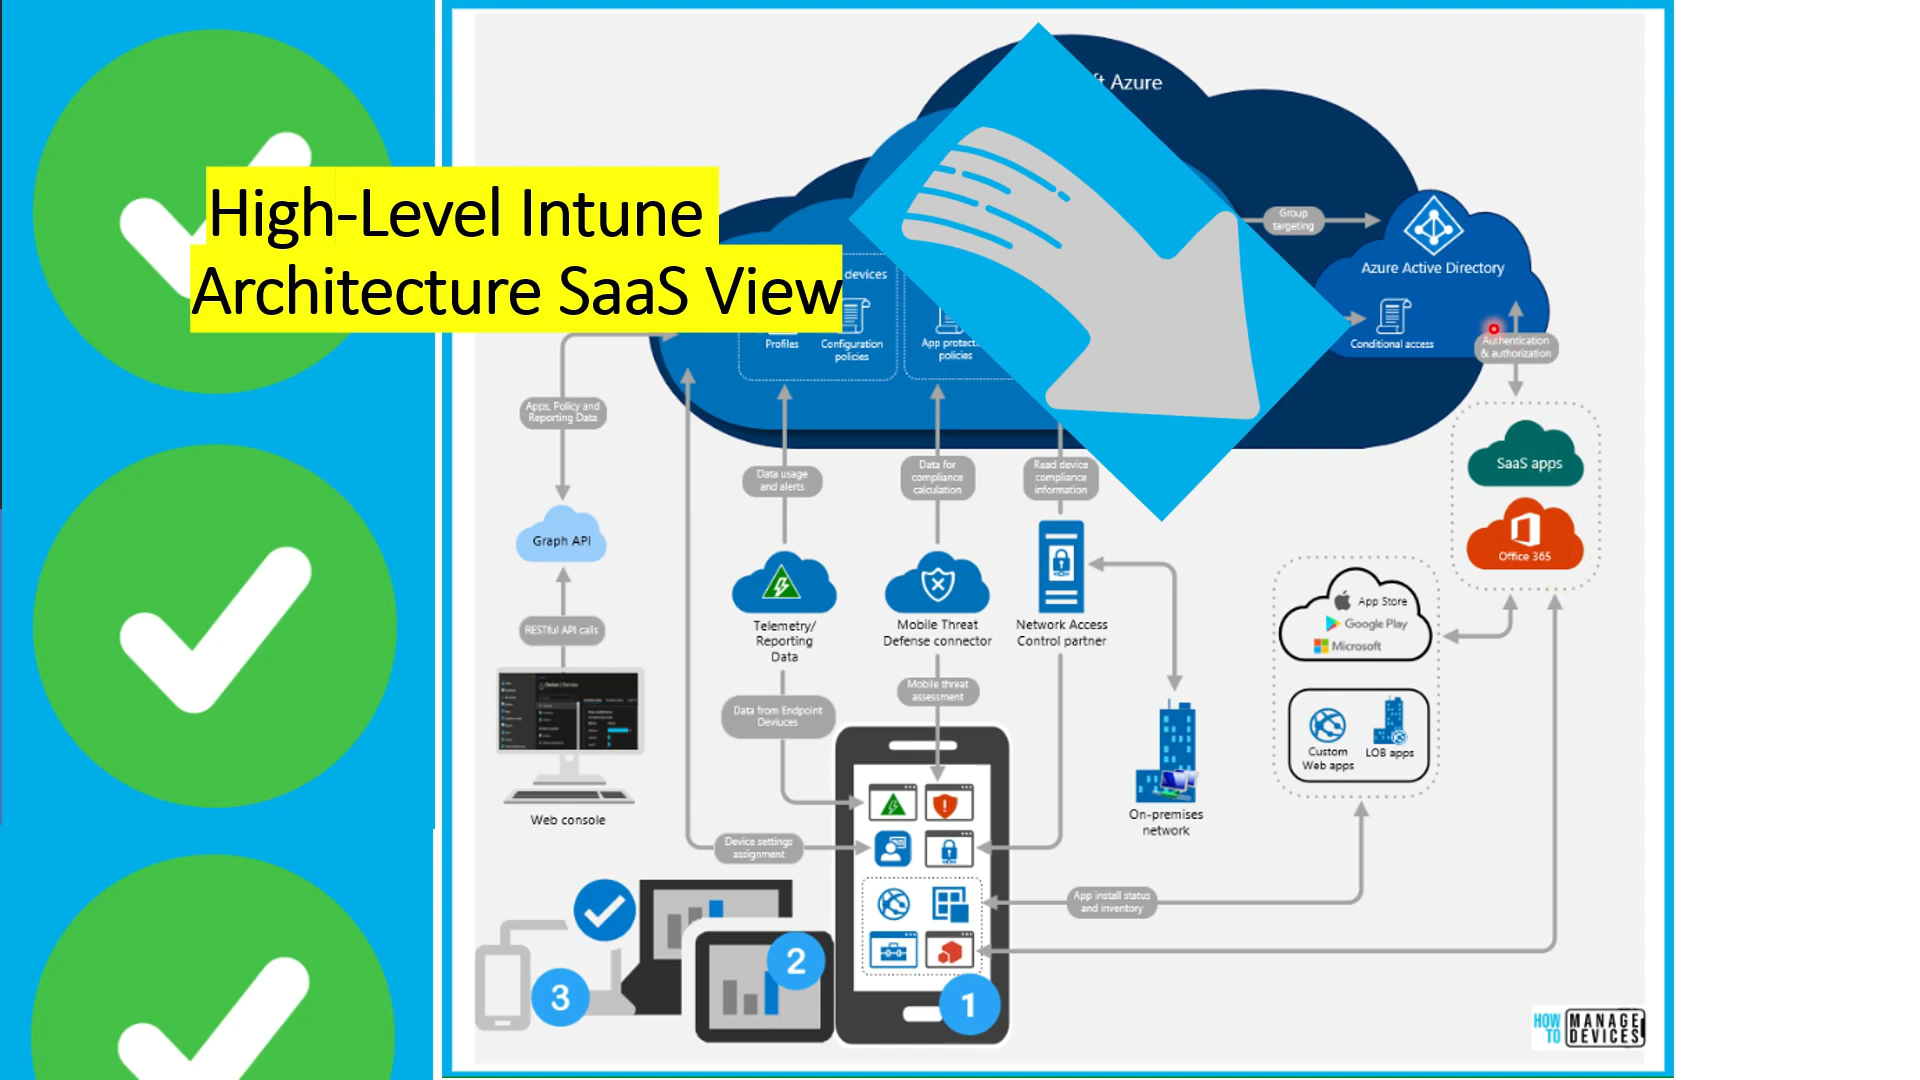 High-Level Intune
Architecture SaaS View
Azure
Group
targeting
Azure Active Directory
devices
Profiles
Configuration
policies
App
policies
Conditional access
Authentication
& authorization
Apps, Policy and
Reporting Data
Data usage
and alerts
Data for
compliance
calculation
Read device
compliance
information
SaaS apps
Office 365
Graph API
RESTful API calls
Telemetry/
Reporting
Data
Mobile Threat
Defense connector
Network Access
Control partner
App Store
Google Play
Microsoft
Mobile threat
assessment
Data from Endpoint
Deviuces
Custom
Web apps
LOB apps
Web console
On-premises
network
Device settings
assignment
App install status
and inventory
1
2
3
HOW
TO
MANAGE
DEVICES